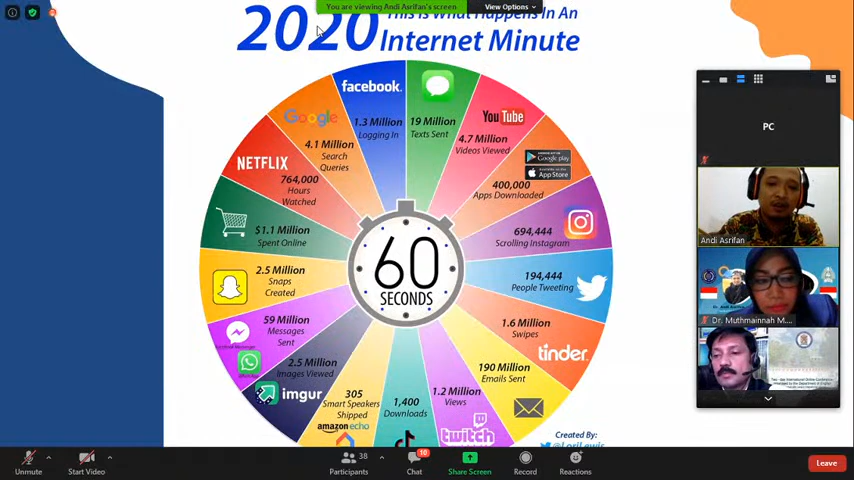 You are viewing Andi Asrifan's screen
View Options
2020
This is What Happens In An
Internet Minute
facebook.
1.3 Million
Logging In
19 Million
Texts Sent
YouTube
4.7 Million
Videos Viewed
Google play
App Store
400,000
Apps Downloaded
694,444
Scrolling Instagram
194,444
People Tweeting
1.6 Million
Swipes
tinder.
190 Million
Emails Sent
1.2 Million
Views
twitch
1,400
Downloads
305
Smart Speakers
Shipped
amazon echo
2.5 Million
Images Viewed
imgur
59 Million
Messages
Sent
2.5 Million
Snaps
Created
$1.1 Million
Spent Online
NETFLIX
764,000
Hours
Watched
Google
4.1 Million
Search
Queries
60
SECONDS
Created By:
@LoriLewis
PC
Andi Asrifan
Dr. Muthmainnah M....
Unmute
Start Video
38
Participants
10
Chat
Share Screen
Record
Reactions
Leave